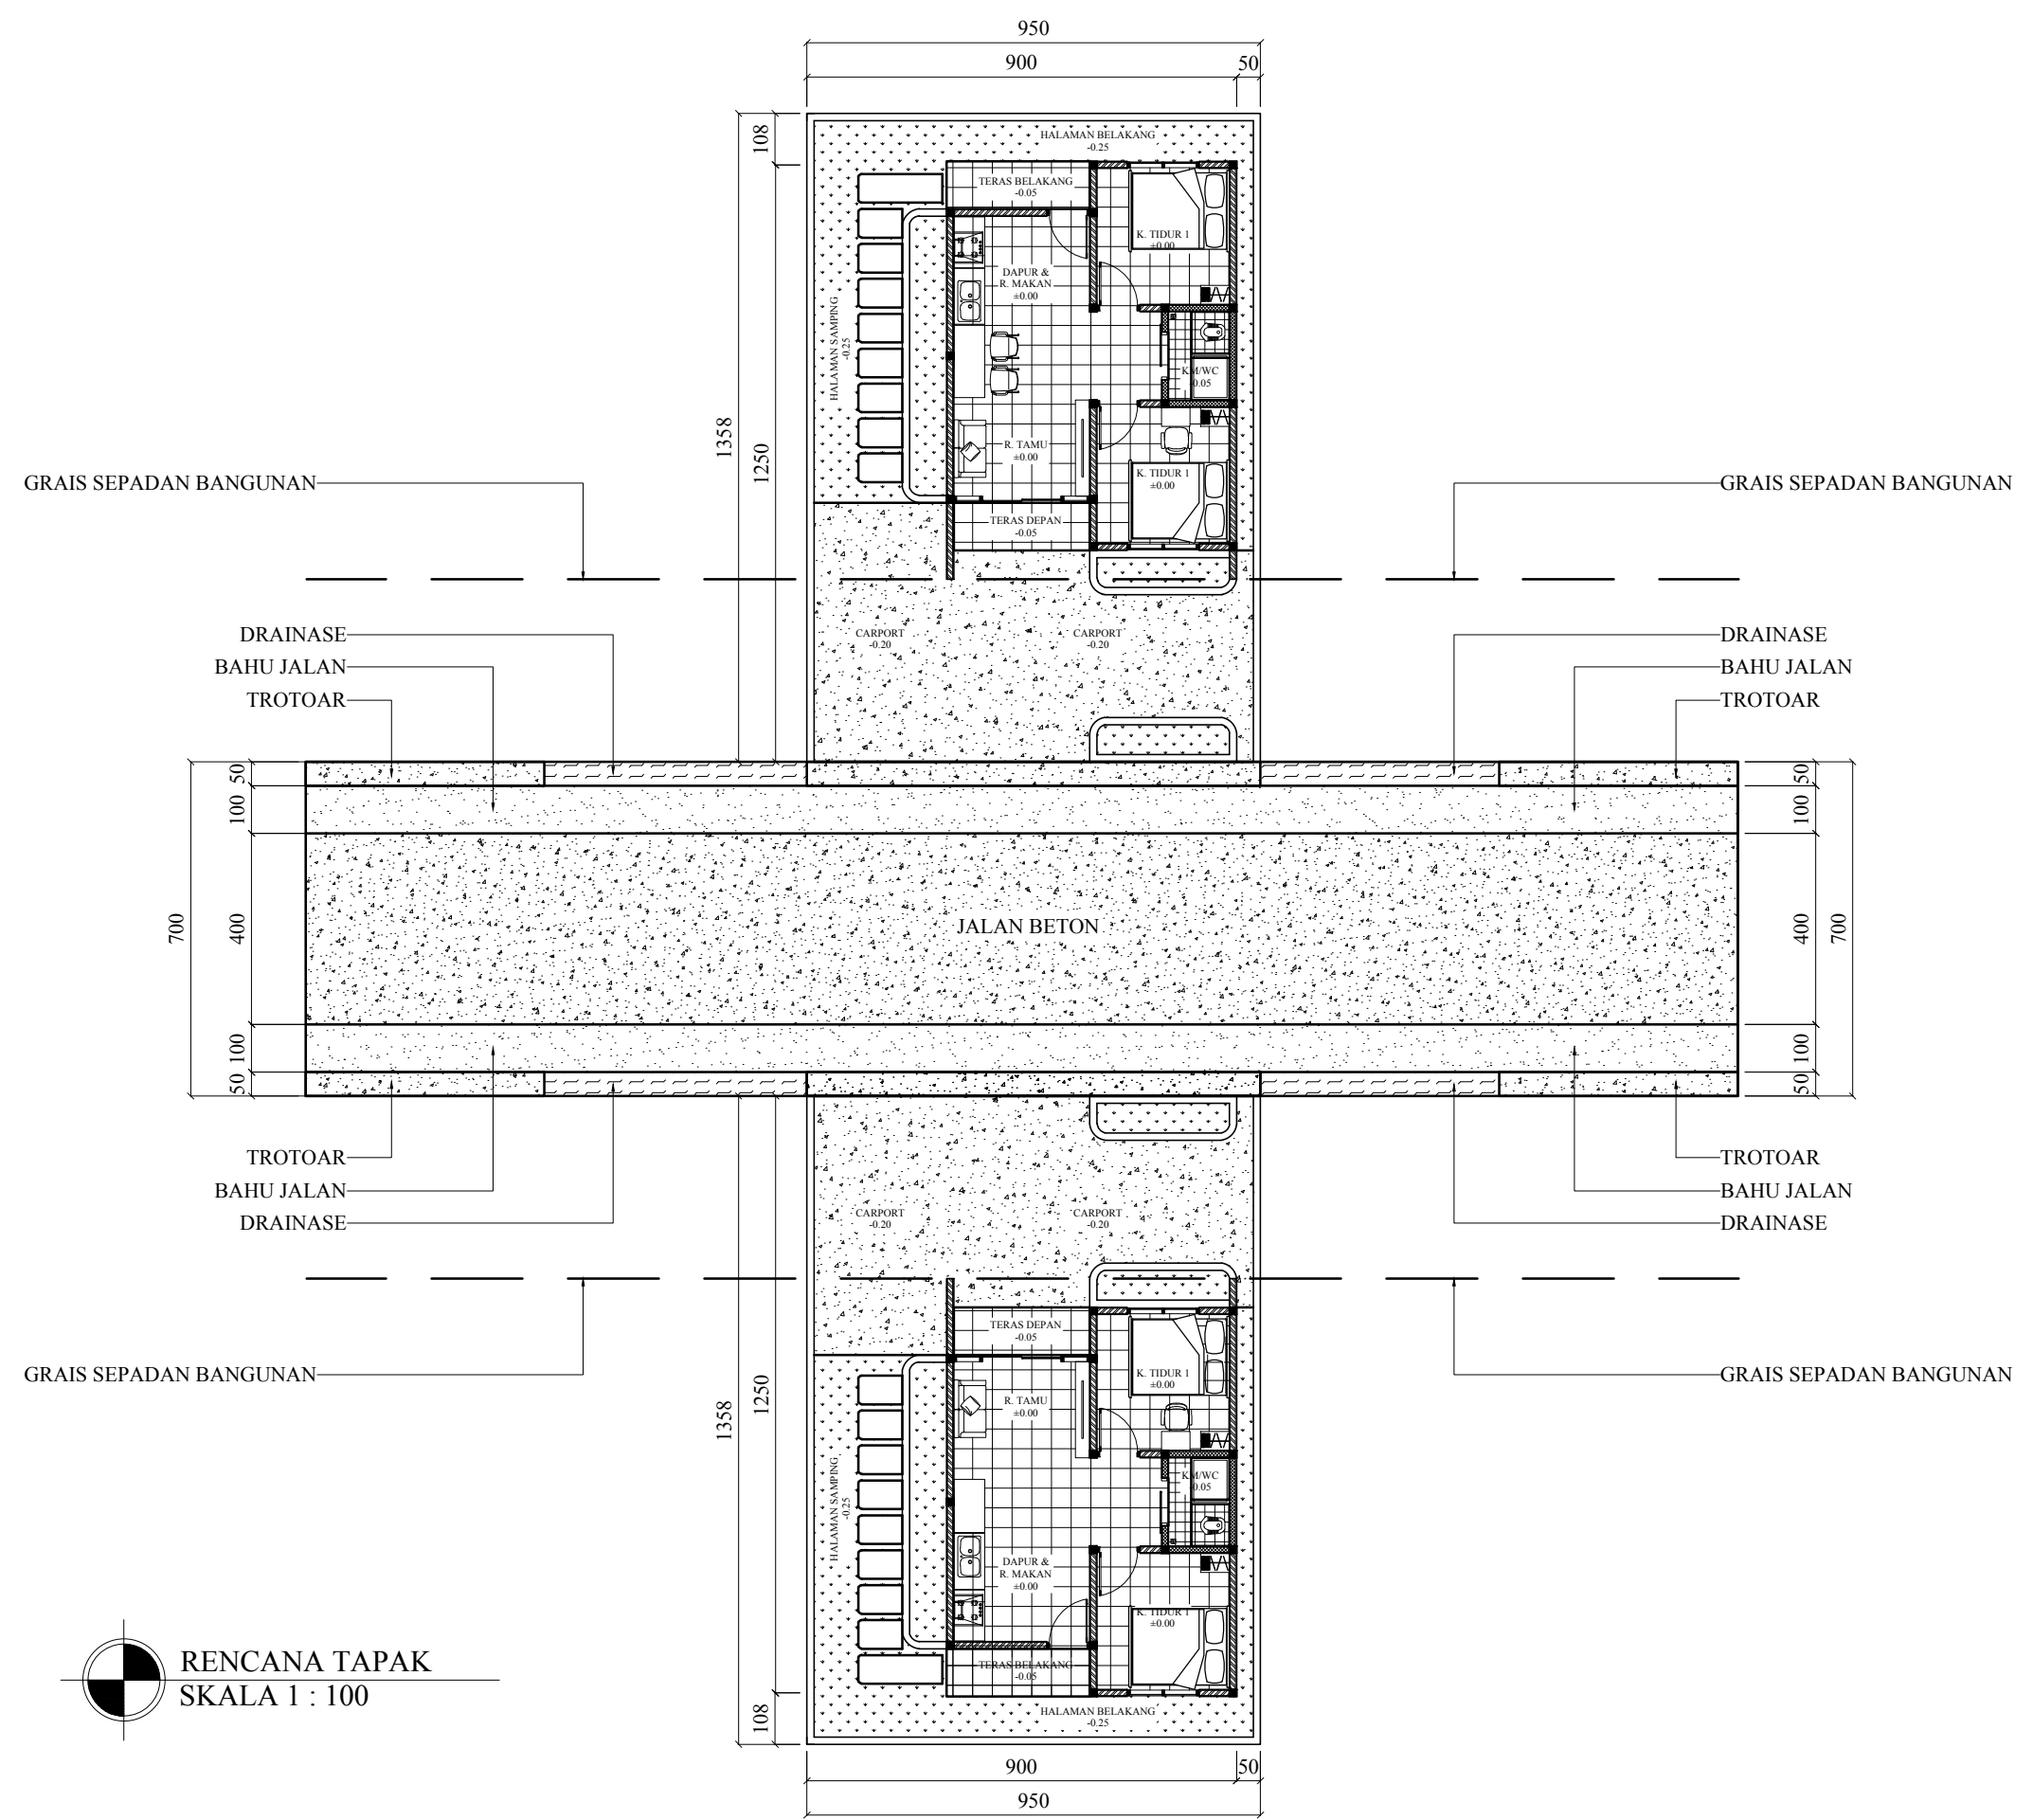 950
900
50
108
1358
1250
HALAMAN BELAKANG
-0.25
TERAS BELAKANG
-0.05
K. TIDUR 1
±0.00
DAPUR &
R. MAKAN
±0.00
HALAMAN SAMPING
-0.25
KM/WC
-0.05
R. TAMU
±0.00
K. TIDUR 1
±0.00
TERAS DEPAN
-0.05
GRAIS SEPADAN BANGUNAN
GRAIS SEPADAN BANGUNAN
CARPORT
-0.20
CARPORT
-0.20
DRAINASE
BAHU JALAN
TROTOAR
DRAINASE
BAHU JALAN
TROTOAR
700
50
100
400
100
50
JALAN BETON
50
100
400
100
50
700
TROTOAR
BAHU JALAN
DRAINASE
TROTOAR
BAHU JALAN
DRAINASE
CARPORT
-0.20
CARPORT
-0.20
GRAIS SEPADAN BANGUNAN
GRAIS SEPADAN BANGUNAN
1358
1250
108
TERAS DEPAN
-0.05
K. TIDUR 1
±0.00
R. TAMU
±0.00
HALAMAN SAMPING
-0.25
KM/WC
-0.05
DAPUR &
R. MAKAN
±0.00
K. TIDUR 1
±0.00
TERAS BELAKANG
-0.05
HALAMAN BELAKANG
-0.25
900
50
950
RENCANA TAPAK
SKALA 1 : 100